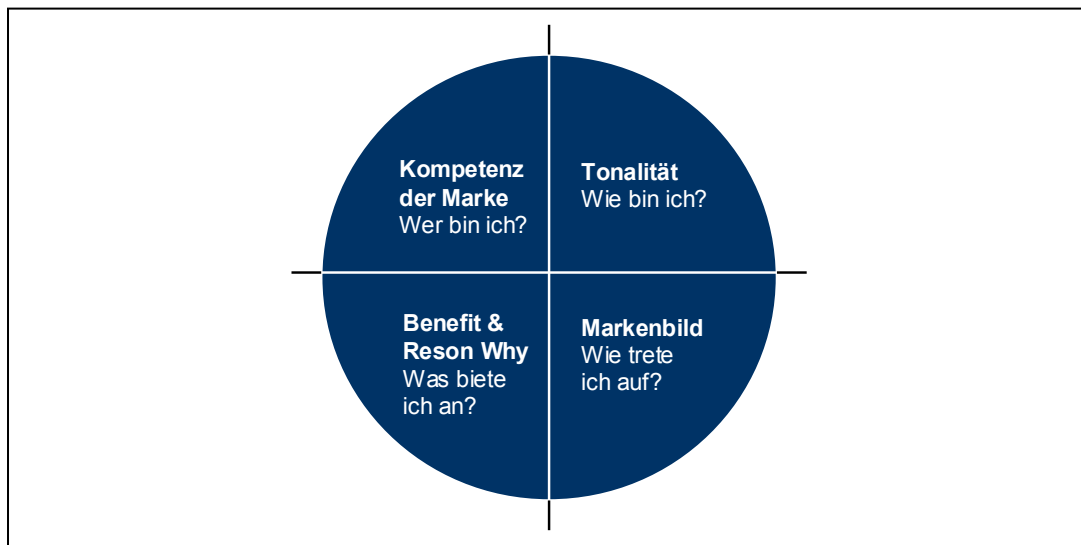 Kompetenz
der Marke
Wer bin ich?
Tonalität
Wie bin ich?
Benefit &
Reson Why
Was biete
ich an?
Markenbild
Wie trete
ich auf?